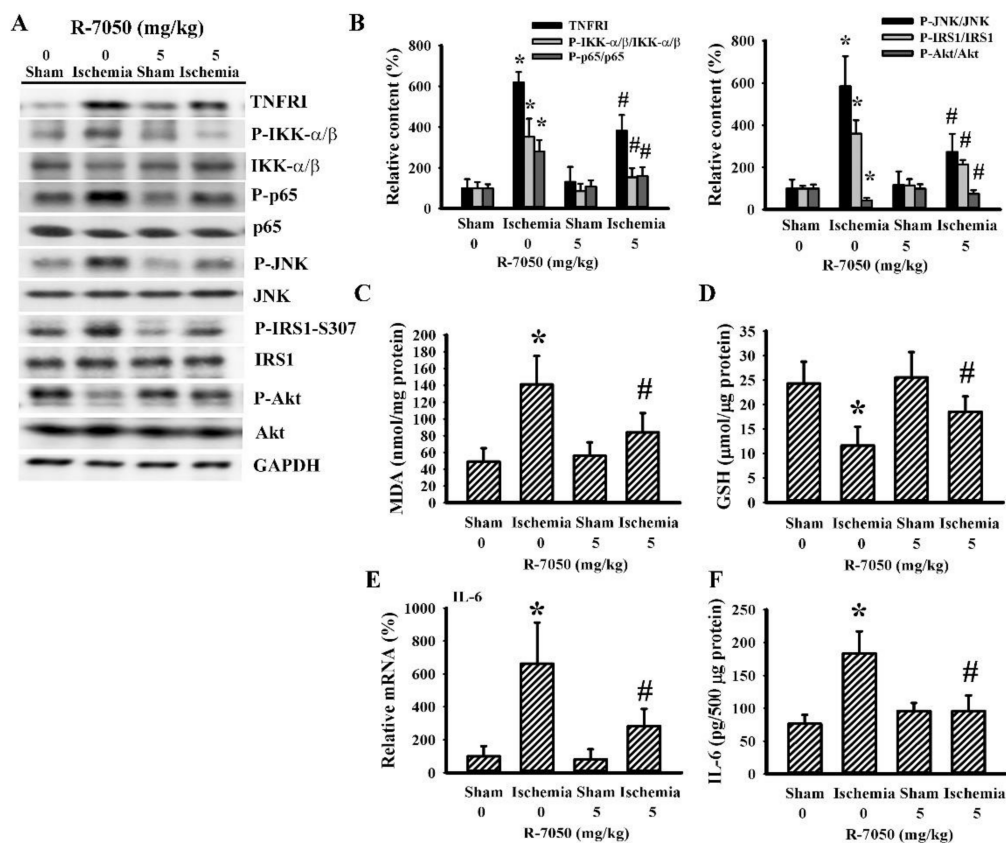 A
R-7050 (mg/kg)
0 0 5 5
Sham Ischemia Sham Ischemia
TNFRI
P-IKK-α/β
IKK-α/β
P-p65
p65
P-JNK
JNK
P-IRS1-S307
IRS1
P-Akt
Akt
GAPDH
B
TNFRI
P-IKK-α/β/IKK-α/β
P-p65/p65
Relative content (%)
800
600
400
200
0
* * *
# # #
Sham Ischemia Sham Ischemia
0 0 5 5
R-7050 (mg/kg)
P-JNK/JNK
P-IRS1/IRS1
P-Akt/Akt
Relative content (%)
800
600
400
200
0
* * *
# # #
Sham Ischemia Sham Ischemia
0 0 5 5
R-7050 (mg/kg)
C
MDA (nmol/mg protein)
200
180
160
140
120
100
80
60
40
20
0
*
#
Sham Ischemia Sham Ischemia
0 0 5 5
R-7050 (mg/kg)
D
GSH (μmol/μg protein)
35
30
25
20
15
10
5
0
*
#
Sham Ischemia Sham Ischemia
0 0 5 5
R-7050 (mg/kg)
E
IL-6
Relative mRNA (%)
1000
800
600
400
200
0
*
#
Sham Ischemia Sham Ischemia
0 0 5 5
R-7050 (mg/kg)
F
IL-6 (pg/500 μg protein)
250
200
150
100
50
0
*
#
Sham Ischemia Sham Ischemia
0 0 5 5
R-7050 (mg/kg)